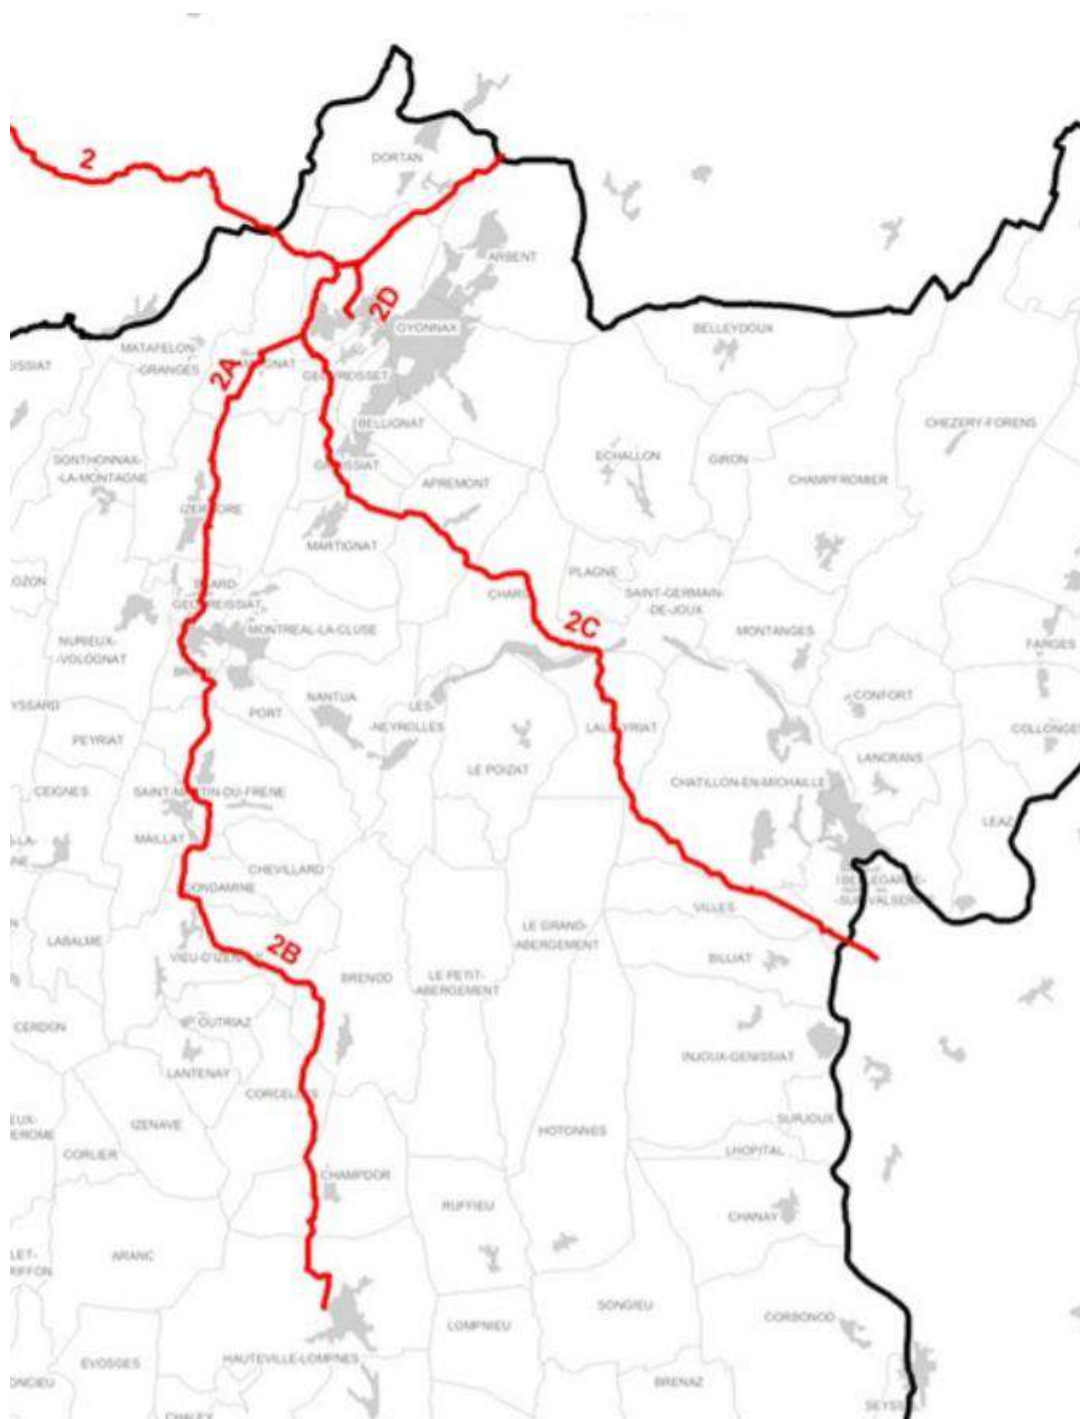 2
DORTAN
ARBENT
2D
OYONNAX
BELLEYDOUX
MATAFELON-
-GRANGES
2A
BELLIGNAT
CHEZERY-FORENS
SONTHONNAX-
-LA-MONTAGNE
ECHALLON
GIRON
CHAMPFROMIER
APREMONT
MARTIGNAT
PLAGNE
SAINT-GERMAIN-
-DE-JOUX
MONTREAL-LA-CLUSE
2C
MONTANGES
NURIEUX-
-VOLOGNAT
FARGES
NANTUA
LES-
-NEYROLLES
CONFORT
PORT
PEYRIAT
COLLONGES
LE POIZAT
LANCRANS
CHATILLON-EN-MICHAILLE
CEIGNES
LEAZ
MAILLAT
CHEVILLARD
VILLES
LE GRAND-
-ABERGEMENT
LABALME
2B
BRENOD
LE PETIT-
-ABERGEMENT
BILLIAT
CERDON
OUTRIAZ
INJOUX-GENISSIAT
LANTENAY
IZENAVE
SURJOUX
HOTONNES
CORLIER
LHOPITAL
CHAMPDOR
RUFFIEU
CHANAY
ARANC
SONGIEU
CORBONOD
LOMPNIEU
HAUTEVILLE-LOMPNES
EVOSGES
BRENAZ